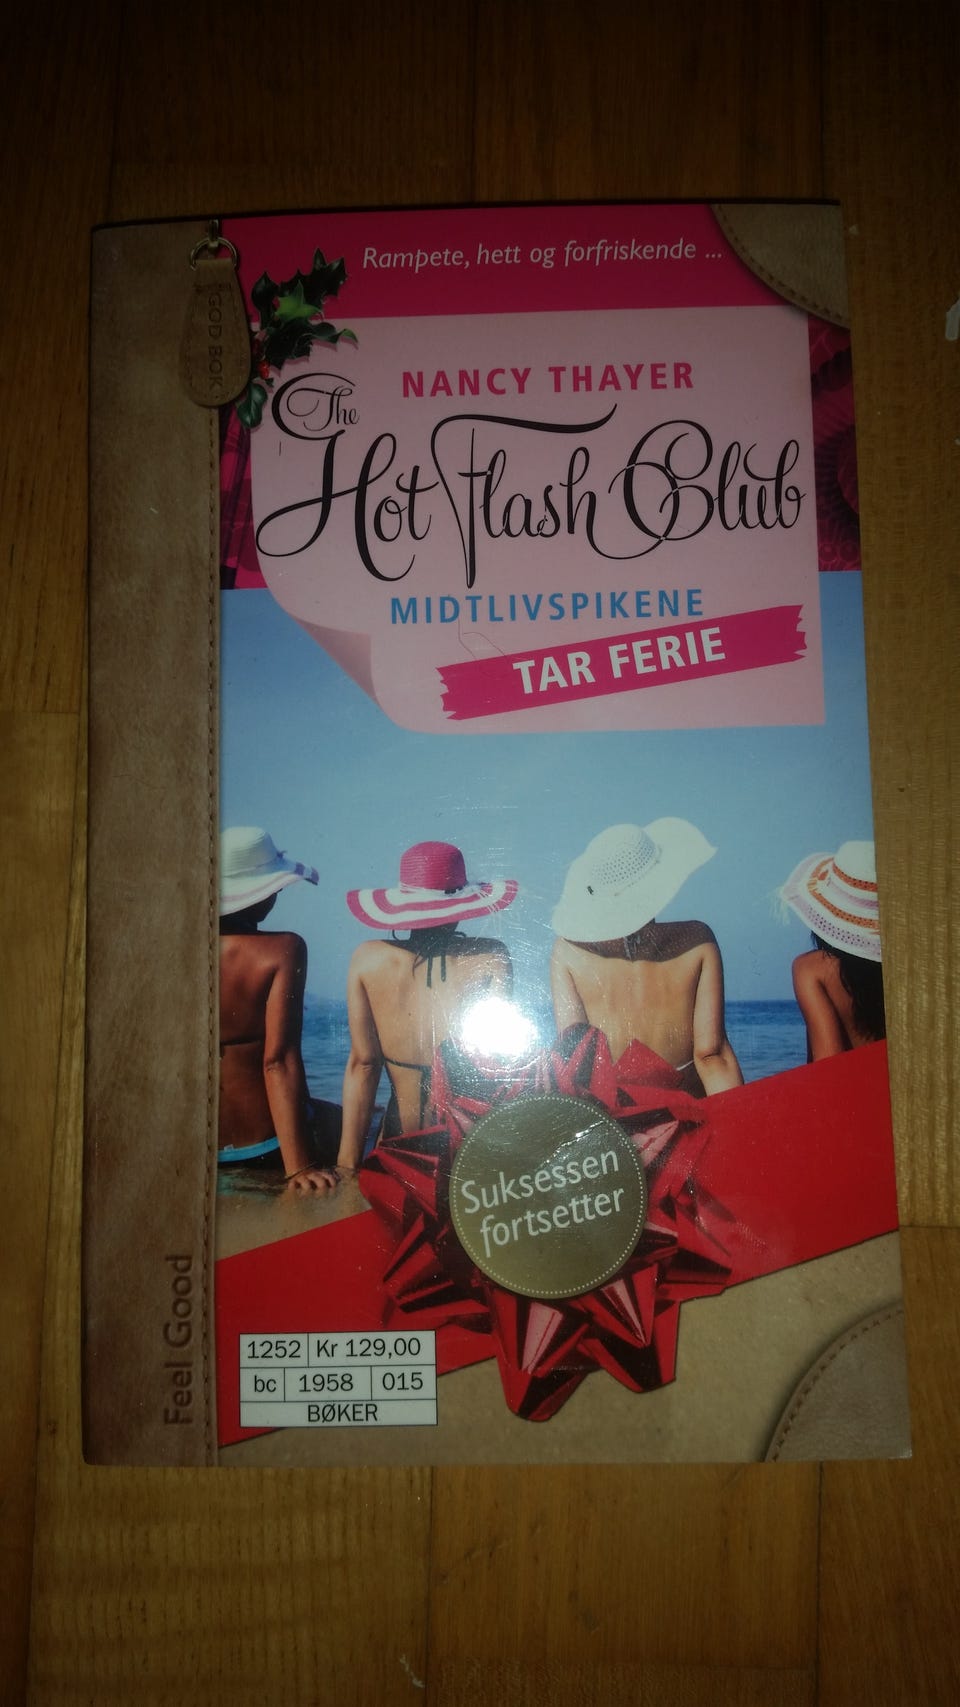 Rampete, hett og forfriskende ...
GOD BOK
NANCY THAYER
The
Hot Flash Club
MIDTLIVSPIKENE
TAR FERIE
Suksessen
fortsetter
Feel Good
1252 Kr 129,00
bc 1958 015
BØKER